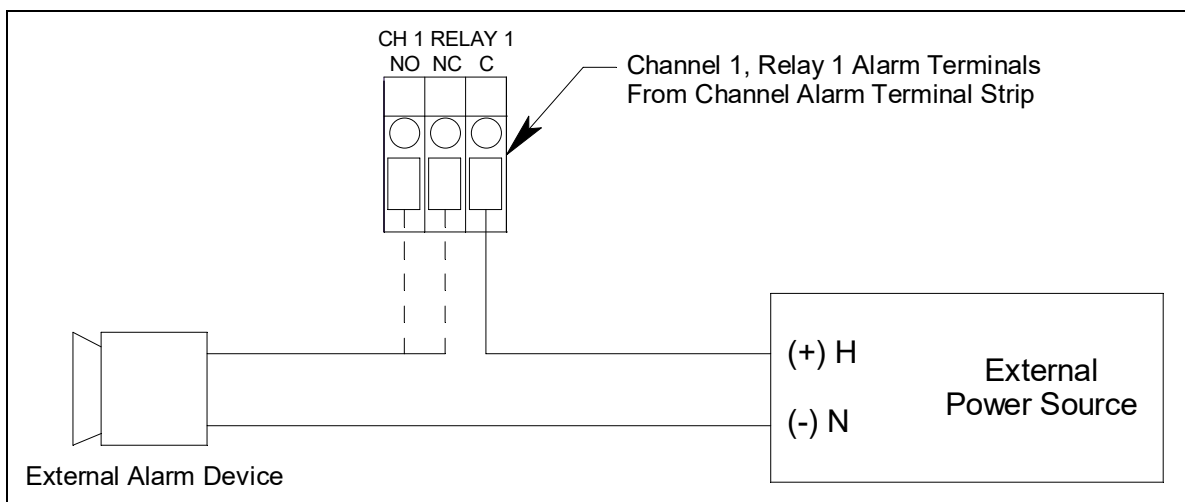 CH 1 RELAY 1
NO NC C
Channel 1, Relay 1 Alarm Terminals
From Channel Alarm Terminal Strip
(+) H
(-) N
External
Power Source
External Alarm Device